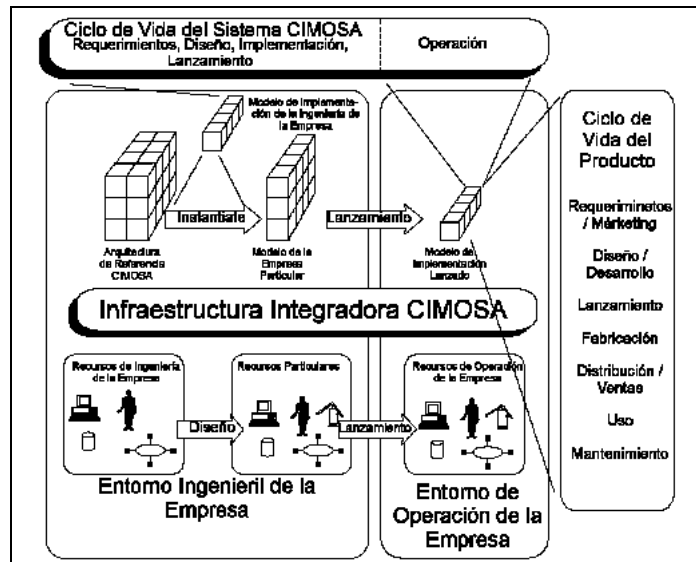 Ciclo de Vida del Sistema CIMOSA
Requerimientos, Diseño, Implementación,
Lanzamiento
Operación
Modelo de Implementa-
ción de la Ingeniería de
la Empresa
Instantiate
Lanzamiento
Arquitectura
de Referencia
CIMOSA
Modelo de la
Empresa
Particular
Modelo de
Implementación
Lanzado
Infraestructura Integradora CIMOSA
Recursos de Ingeniería
de la Empresa
Recursos Particulares
Recursos de Operación
de la Empresa
Diseño
Lanzamiento
Entorno Ingenieril de la
Empresa
Entorno de
Operación de la
Empresa
Ciclo de
Vida del
Producto
Requeriminetos
/ Márketing
Diseño /
Desarrollo
Lanzamiento
Fabricación
Distribución /
Ventas
Uso
Mantenimiento